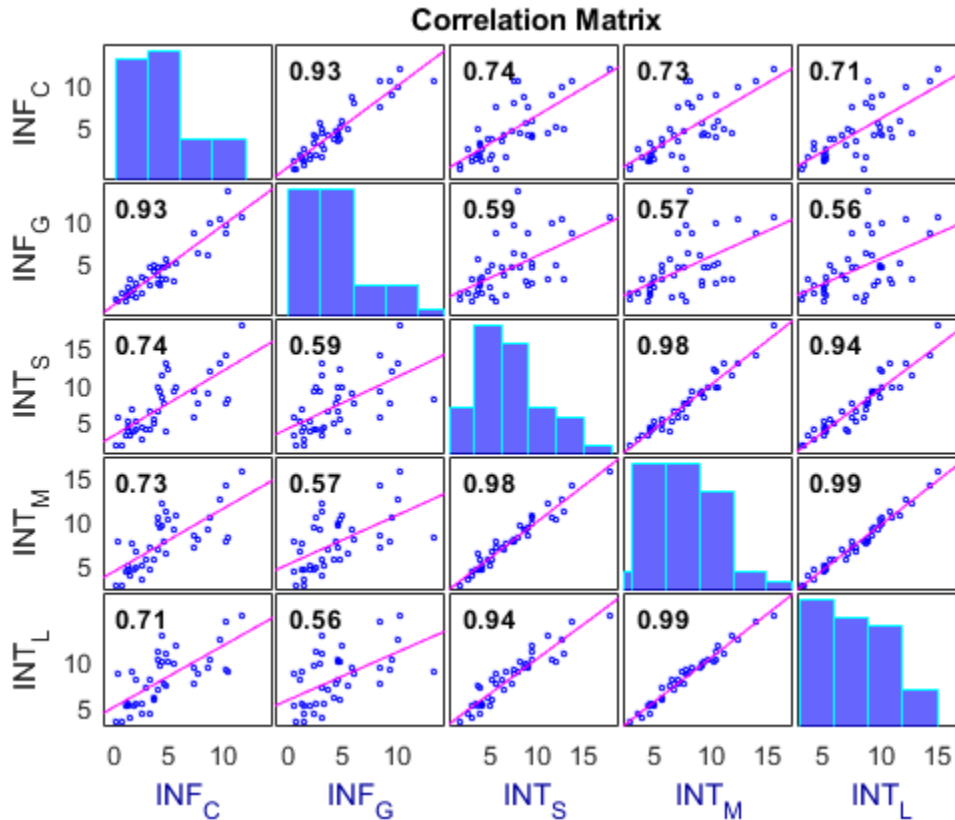 Correlation Matrix
INF_C 10 5 0.93 0.74 0.73 0.71
INF_G 10 5 0.93 0.59 0.57 0.56
INT_S 15 10 5 0.74 0.59 0.98 0.94
INT_M 15 10 5 0.73 0.57 0.98 0.99
INT_L 10 5 0.71 0.56 0.94 0.99
0 5 10 0 5 10 5 10 15 5 10 15 5 10 15
INF_C INF_G INT_S INT_M INT_L